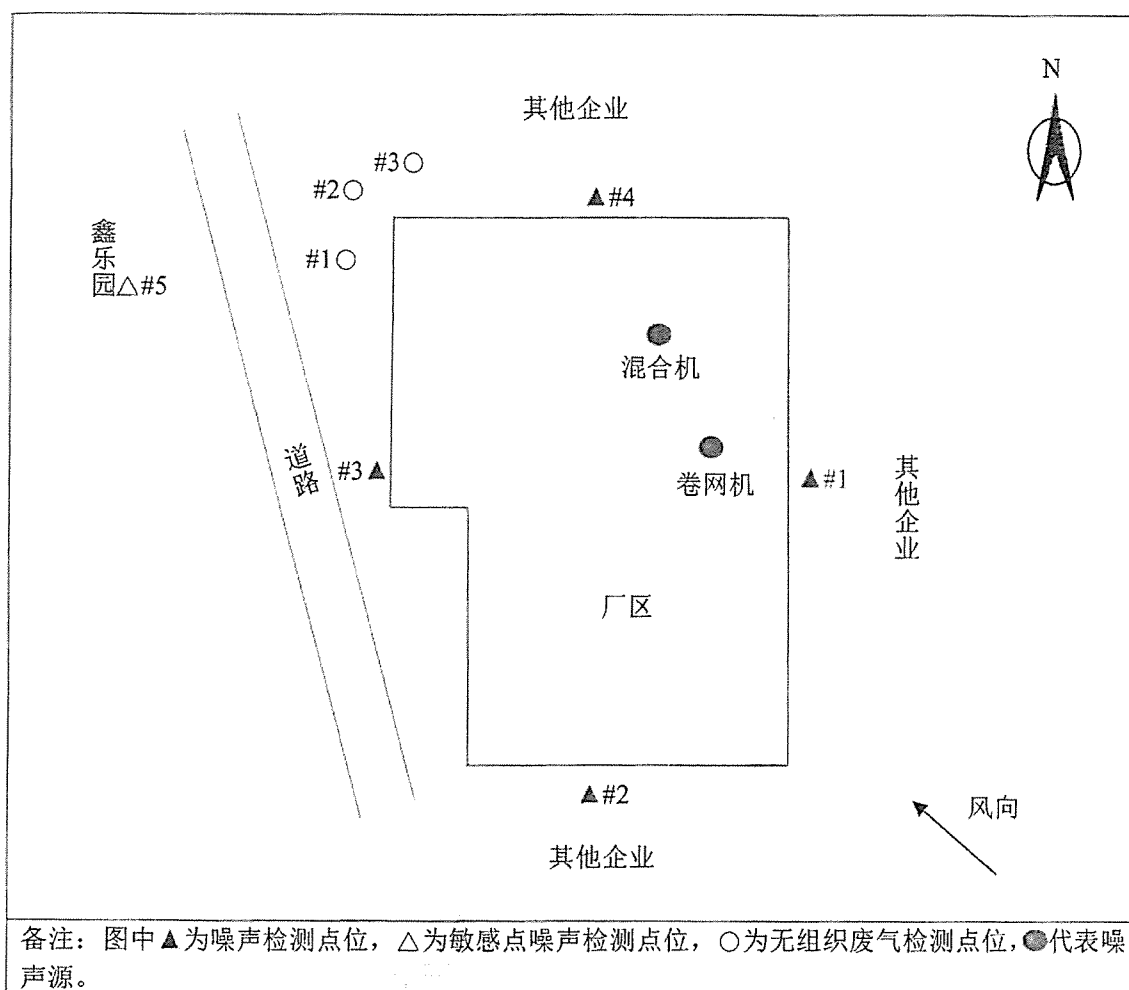 其他企业
N
#3○
#2○
▲#4
鑫乐园△#5
#1○
混合机
道路
#3▲
卷网机
▲#1
其他企业
厂区
▲#2
风向
其他企业
备注：图中▲为噪声检测点位，△为敏感点噪声检测点位，○为无组织废气检测点位，●代表噪
声源。